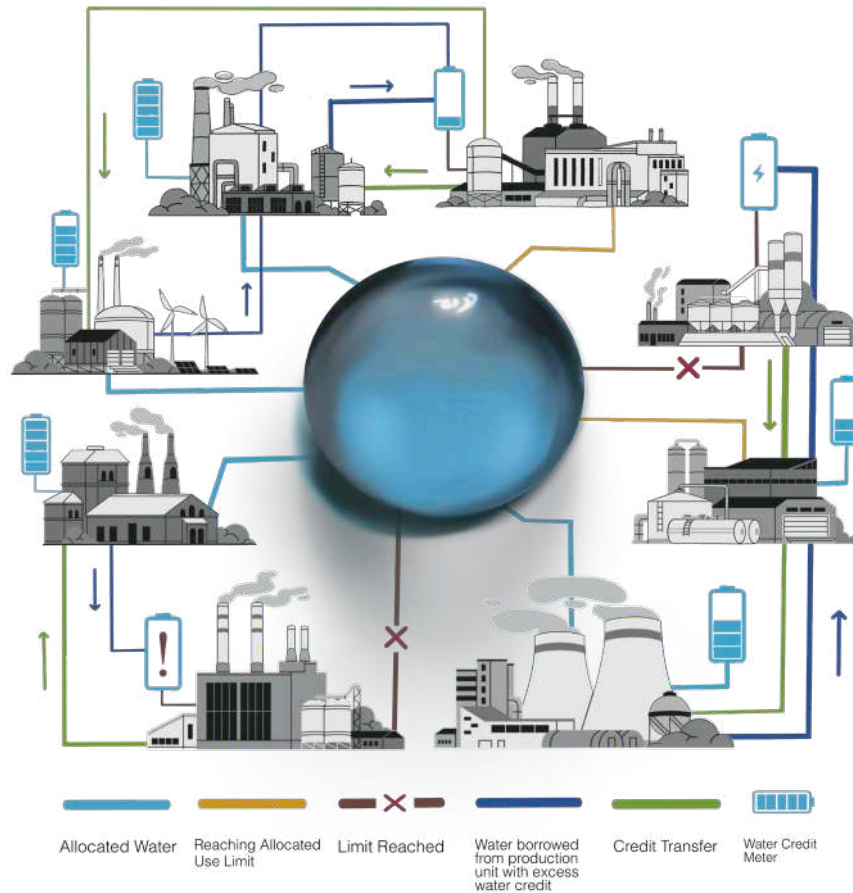 Allocated Water
Reaching Allocated
Use Limit
Limit Reached
Water borrowed
from production
unit with excess
water credit
Credit Transfer
Water Credit
Meter